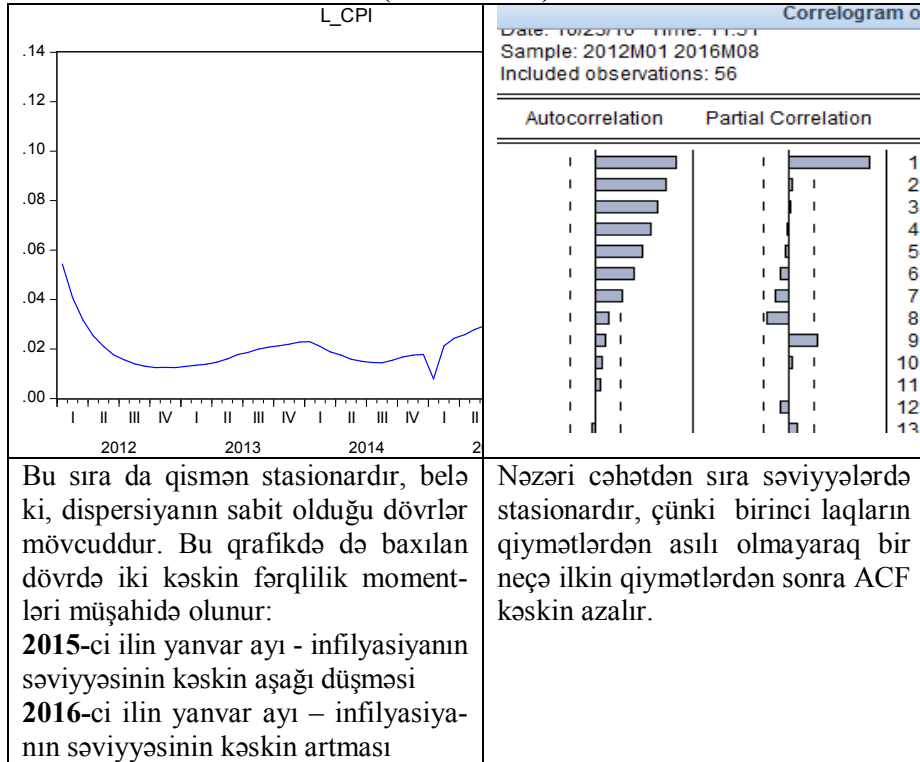 L_CPI
.14
.12
.10
.08
.06
.04
.02
.00
I II III IV I II III IV I II III IV I II
2012 2013 2014 2
Correlogram o
Sample: 2012M01 2016M08
Included observations: 56
Autocorrelation Partial Correlation
1
2
3
4
5
6
7
8
9
10
11
12
13
Bu sıra da qismən stasionardır, belə
ki, dispersiyanın sabit olduğu dövrlər
mövcuddur. Bu qrafikdə də baxılan
dövrdə iki kəskin fərqlilik moment-
ləri müşahidə olunur:
2015-ci ilin yanvar ayı - infilyasiyanın
səviyyəsinin kəskin aşağı düşməsi
2016-cı ilin yanvar ayı – infilyasiya-
nın səviyyəsinin kəskin artması
Nəzəri cəhətdən sıra səviyyələrdə
stasionardır, çünki birinci laqların
qiymətlərdən asılı olmayaraq bir
neçə ilkin qiymətlərdən sonra ACF
kəskin azalır.